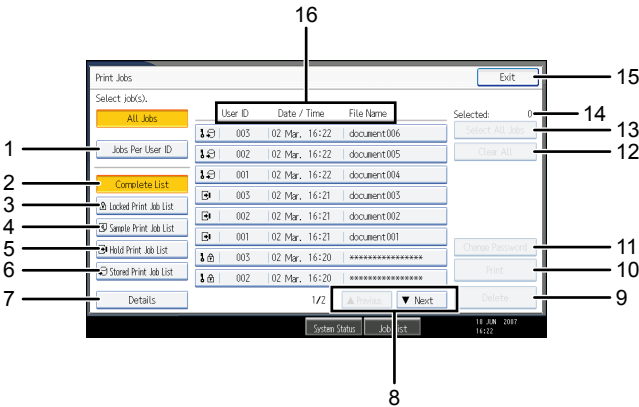 16
Print Jobs
Exit
15
Select job(s).
All Jobs
User ID Date / Time File Name
Selected: 0
14
003 02 Mar. 16:22 document006
Select All Jobs
13
1
Jobs Per User ID
002 02 Mar. 16:22 document005
Clear All
12
2
Complete List
001 02 Mar. 16:22 document004
3
Locked Print Job List
003 02 Mar. 16:21 document003
4
Sample Print Job List
002 02 Mar. 16:21 document002
5
Hold Print Job List
001 02 Mar. 16:21 document001
Change Password
11
6
Stored Print Job List
003 02 Mar. 16:20 ****************
Print
10
002 02 Mar. 16:20 ****************
7
Details
1/2
▲ Previous
▼ Next
Delete
9
System Status
Job List
18 JUN 2007
16:22
8